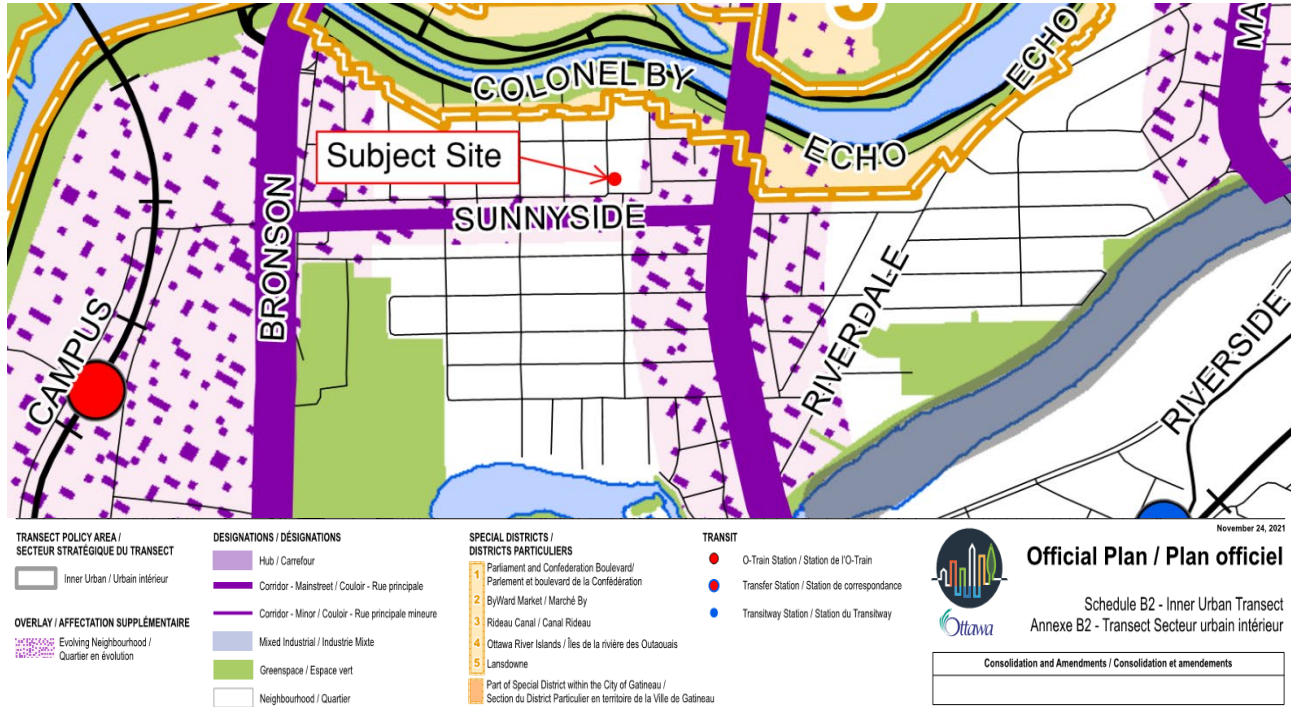 5
MA
ECHO
COLONEL BY
ECHO
Subject Site
BRONSON
SUNNYSIDE
RIVERDALE
CAMPUS
RIVERSIDE
November 24, 2021
TRANSECT POLICY AREA /
SECTEUR STRATÉGIQUE DU TRANSECT
Inner Urban / Urbain intérieur
OVERLAY / AFFECTATION SUPPLÉMENTAIRE
Evolving Neighbourhood /
Quartier en évolution
DESIGNATIONS / DÉSIGNATIONS
Hub / Carrefour
Corridor - Mainstreet / Couloir - Rue principale
Corridor - Minor / Couloir - Rue principale mineure
Mixed Industrial / Industrie Mixte
Greenspace / Espace vert
Neighbourhood / Quartier
SPECIAL DISTRICTS /
DISTRICTS PARTICULIERS
1 Parliament and Confederation Boulevard/
Parlement et boulevard de la Confédération
2 ByWard Market / Marché By
3 Rideau Canal / Canal Rideau
4 Ottawa River Islands / Îles de la rivière des Outaouais
5 Lansdowne
Part of Special District within the City of Gatineau /
Section du District Particulier en territoire de la Ville de Gatineau
TRANSIT
O-Train Station / Station de l'O-Train
Transfer Station / Station de correspondance
Transitway Station / Station du Transitway
Ottawa
Official Plan / Plan officiel
Schedule B2 - Inner Urban Transect
Annexe B2 - Transect Secteur urbain intérieur
Consolidation and Amendments / Consolidation et amendements